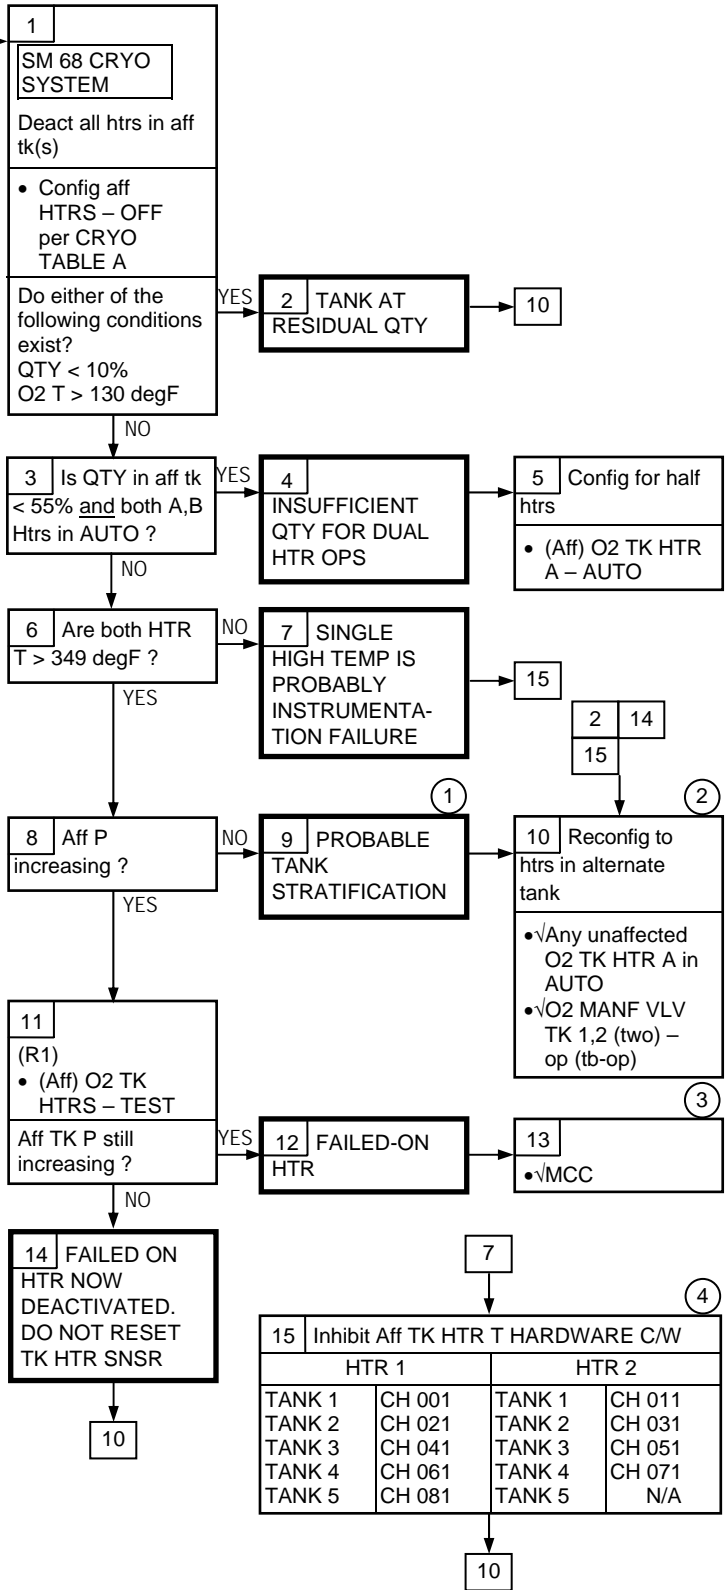 1
SM 68 CRYO
SYSTEM
Deact all htrs in aff
tk(s)
• Config aff
HTRS – OFF
per CRYO
TABLE A
Do either of the
following conditions
exist?
QTY < 10%
O2 T > 130 degF
YES
2 TANK AT
RESIDUAL QTY
10
NO
3 Is QTY in aff tk
< 55% and both A,B
Htrs in AUTO ?
YES
4
INSUFFICIENT
QTY FOR DUAL
HTR OPS
5 Config for half
htrs
• (Aff) O2 TK HTR
A – AUTO
NO
6 Are both HTR
T > 349 degF ?
NO
7 SINGLE
HIGH TEMP IS
PROBABLY
INSTRUMENTA-
TION FAILURE
15
YES
2 14
15
8 Aff P
increasing ?
NO
1
9 PROBABLE
TANK
STRATIFICATION
2
10 Reconfig to
htrs in alternate
tank
•√Any unaffected
O2 TK HTR A in
AUTO
•√O2 MANF VLV
TK 1,2 (two) –
op (tb-op)
YES
11
(R1)
• (Aff) O2 TK
HTRS – TEST
Aff TK P still
increasing ?
YES
12 FAILED-ON
HTR
3
13
•√MCC
NO
14 FAILED ON
HTR NOW
DEACTIVATED.
DO NOT RESET
TK HTR SNSR
10
7
4
15 Inhibit Aff TK HTR T HARDWARE C/W
HTR 1 HTR 2
TANK 1 CH 001 TANK 1 CH 011
TANK 2 CH 021 TANK 2 CH 031
TANK 3 CH 041 TANK 3 CH 051
TANK 4 CH 061 TANK 4 CH 071
TANK 5 CH 081 TANK 5 N/A
10